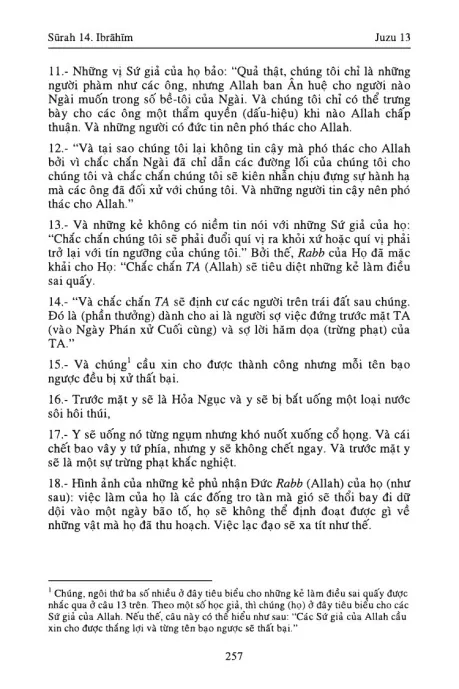 Sūrah 14. Ibrāhīm Juzu 13
11.- Những vị Sứ giả của họ bảo: “Quả thật, chúng tôi chỉ là những
người phàm như các ông, nhưng Allah ban Ân huệ cho người nào
Ngài muốn trong số bề-tôi của Ngài. Và chúng tôi chỉ có thể trưng
bày cho các ông một thẩm quyền (dấu-hiệu) khi nào Allah chấp
thuận. Và những người có đức tin nên phó thác cho Allah.
12.- “Và tại sao chúng tôi lại không tin cậy mà phó thác cho Allah
bởi vì chắc chắn Ngài đã chỉ dẫn các đường lối của chúng tôi cho
chúng tôi và chắc chắn chúng tôi sẽ kiên nhẫn chịu đựng sự hành hạ
mà các ông đã đối xử với chúng tôi. Và những người tin cậy nên phó
thác cho Allah.”
13.- Và những kẻ không có niềm tin nói với những Sứ giả của họ:
“Chắc chắn chúng tôi sẽ phải đuổi quí vị ra khỏi xứ hoặc quí vị phải
trở lại với tín ngưỡng của chúng tôi.” Bởi thế, Rabb của Họ đã mặc
khải cho Họ: “Chắc chắn TA (Allah) sẽ tiêu diệt những kẻ làm điều
sai quấy.
14.- “Và chắc chắn TA sẽ định cư các người trên trái đất sau chúng.
Đó là (phần thưởng) dành cho ai là người sợ việc đứng trước mặt TA
(vào Ngày Phán xử Cuối cùng) và sợ lời hăm dọa (trừng phạt) của
TA.”
15.- Và chúng¹ cầu xin cho được thành công nhưng mỗi tên bạo
ngược đều bị xử thất bại.
16.- Trước mặt y sẽ là Hỏa Ngục và y sẽ bị bắt uống một loại nước
sôi hôi thúi,
17.- Y sẽ uống nó từng ngụm nhưng khó nuốt xuống cổ họng. Và cái
chết bao vây y tứ phía, nhưng y sẽ không chết ngay. Và trước mặt y
sẽ là một sự trừng phạt khắc nghiệt.
18.- Hình ảnh của những kẻ phủ nhận Đức Rabb (Allah) của họ (như
sau): việc làm của họ là các đống tro tàn mà gió sẽ thổi bay đi dữ
dội vào một ngày bão tố, họ sẽ không thể định đoạt được gì về
những vật mà họ đã thu hoạch. Việc lạc đạo sẽ xa tít như thế.
¹ Chúng, ngôi thứ ba số nhiều ở đây tiêu biểu cho những kẻ làm điều sai quấy được
nhắc qua ở câu 13 trên. Theo một số học giả, thì chúng (họ) ở đây tiêu biểu cho các
Sứ giả của Allah. Nếu thế, câu này có thể hiểu như sau: “Các Sứ giả của Allah cầu
xin cho được thắng lợi và từng tên bạo ngược sẽ thất bại.”
257